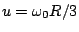 u = ω₀R/3